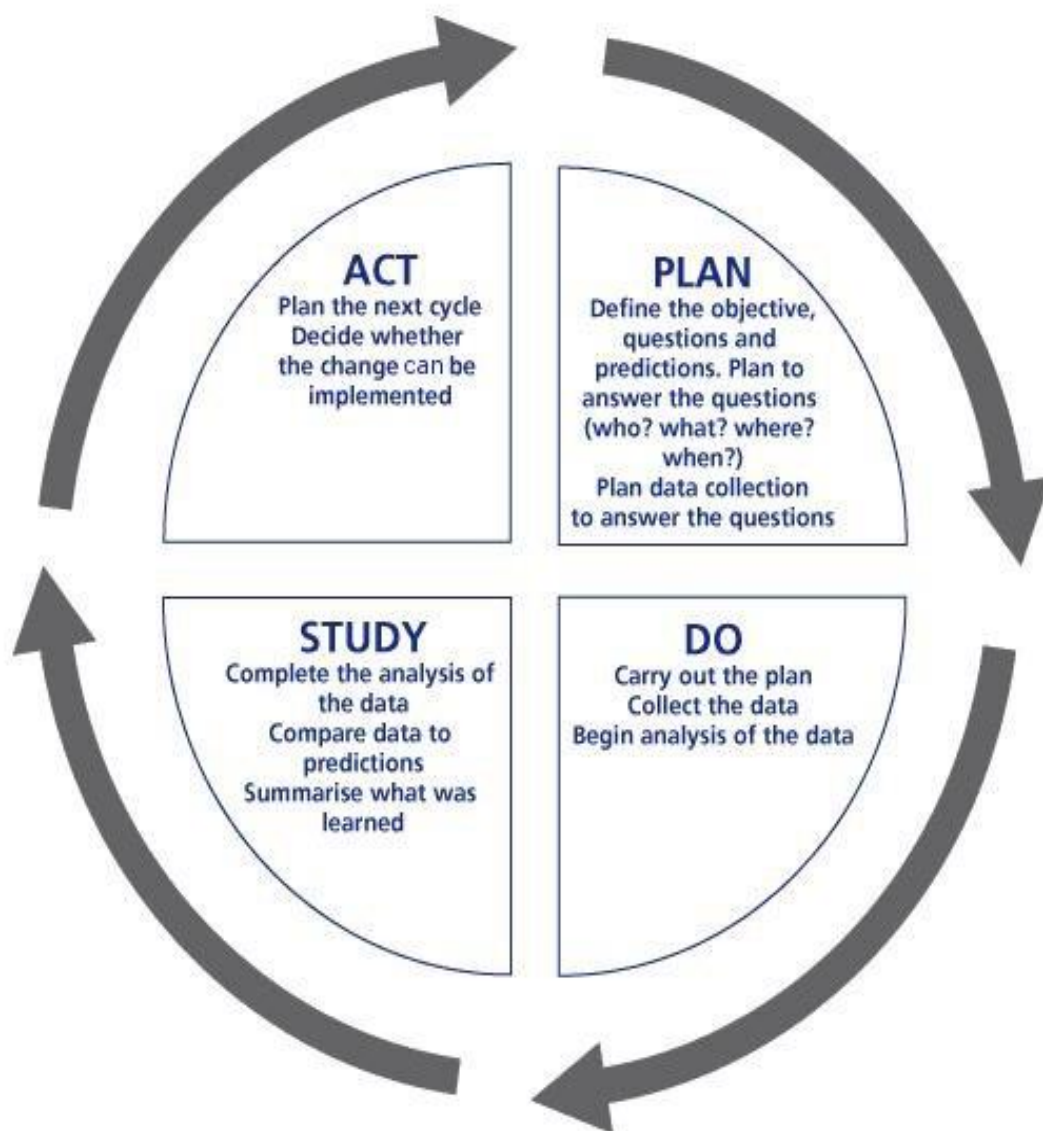 ACT
Plan the next cycle
Decide whether
the change can be
implemented
PLAN
Define the objective,
questions and
predictions. Plan to
answer the questions
(who? what? where?
when?)
Plan data collection
to answer the questions
STUDY
Complete the analysis of
the data
Compare data to
predictions
Summarise what was
learned
DO
Carry out the plan
Collect the data
Begin analysis of the data